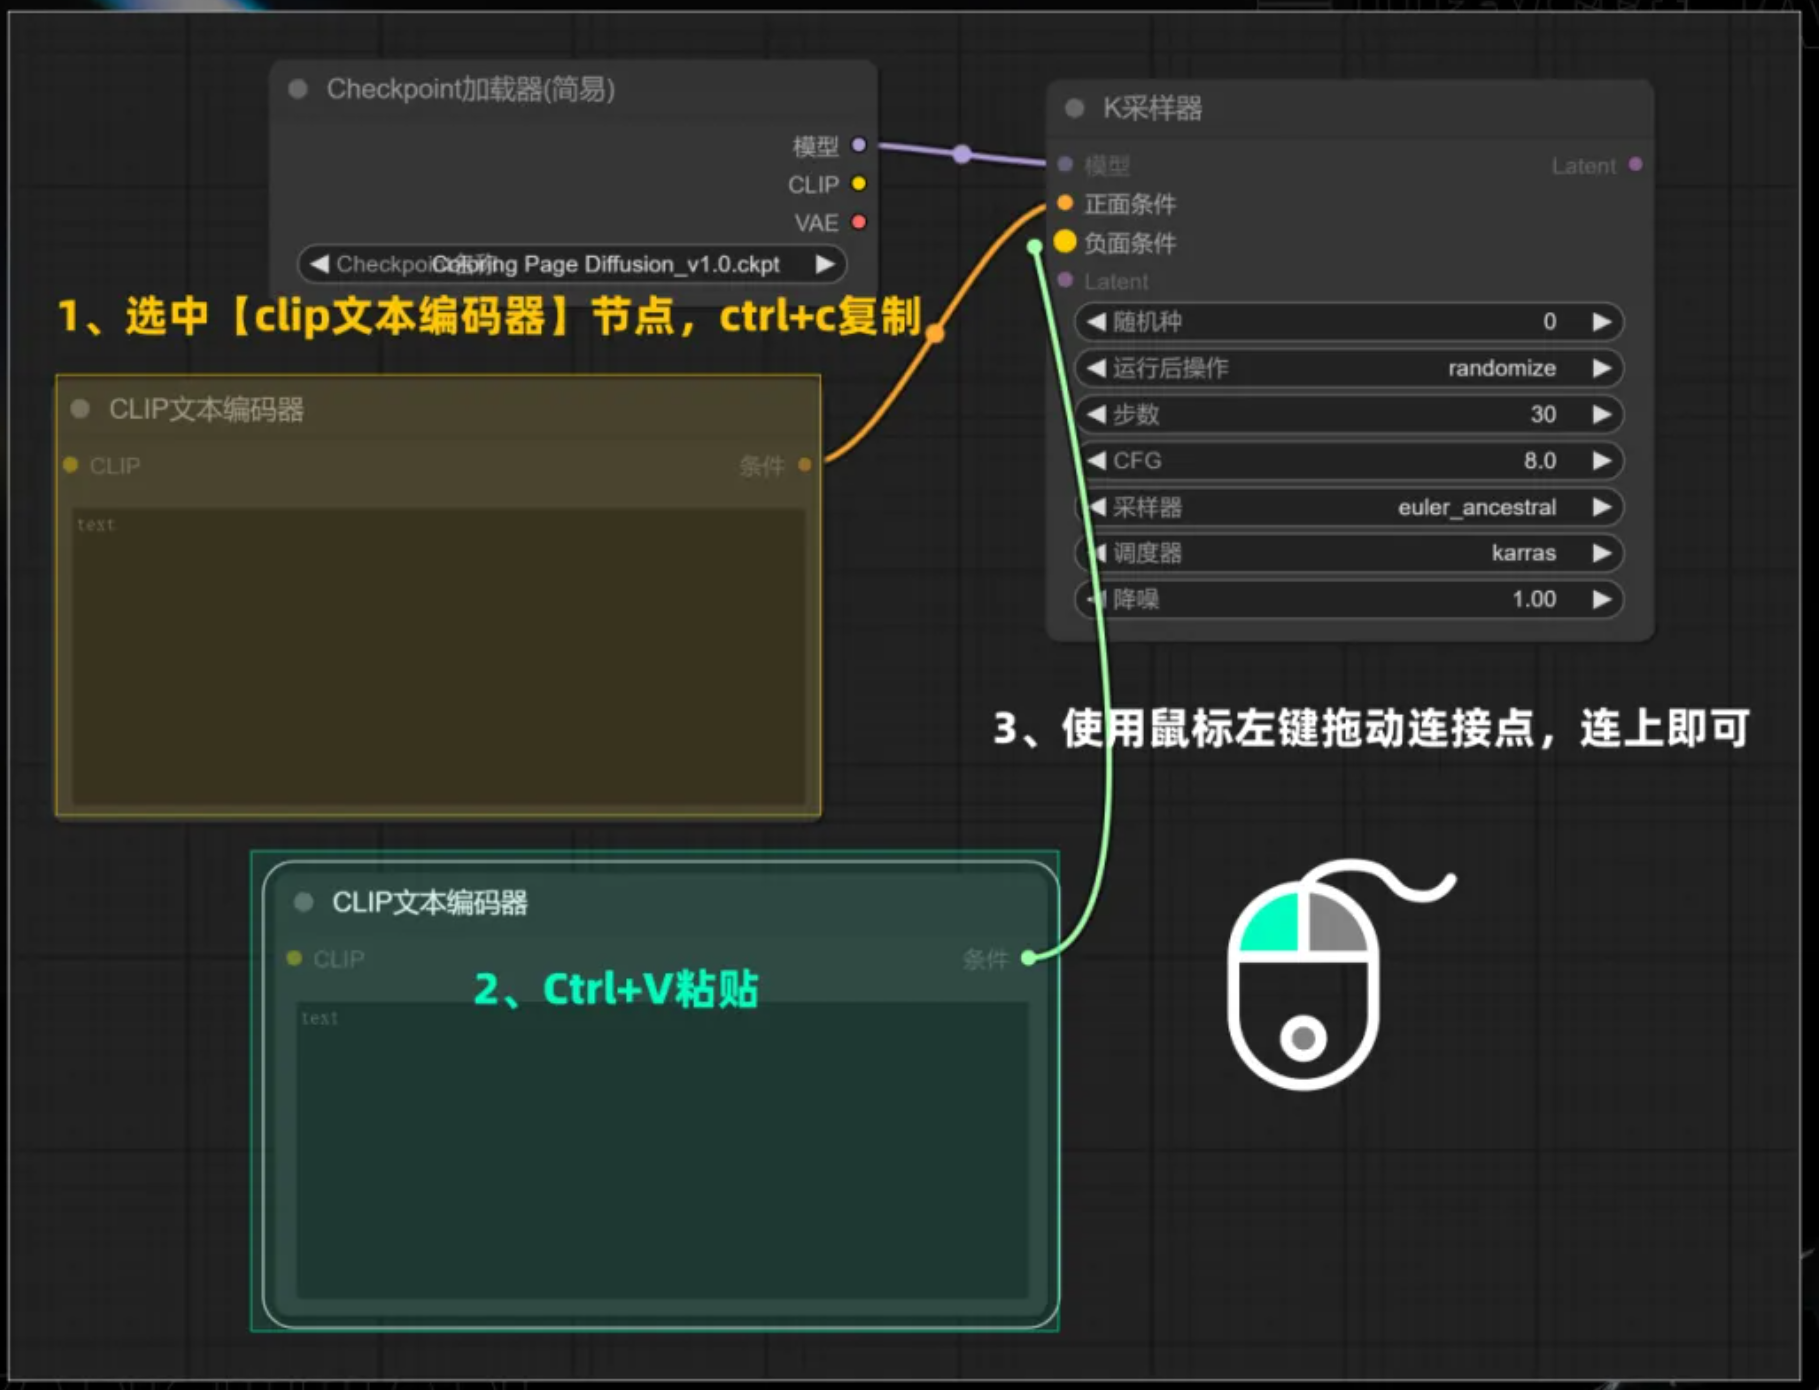 Checkpoint加载器(简易)
模型
CLIP
VAE
Coloring Page Diffusion_v1.0.ckpt
K采样器
模型
Latent
正面条件
负面条件
Latent
随机种 0
运行后操作 randomize
步数 30
CFG 8.0
采样器 euler_ancestral
调度器 karras
降噪 1.00
1、选中【clip文本编码器】节点，ctrl+c复制
CLIP文本编码器
CLIP 条件
text
3、使用鼠标左键拖动连接点，连上即可
CLIP文本编码器
CLIP 条件
2、Ctrl+V粘贴
text